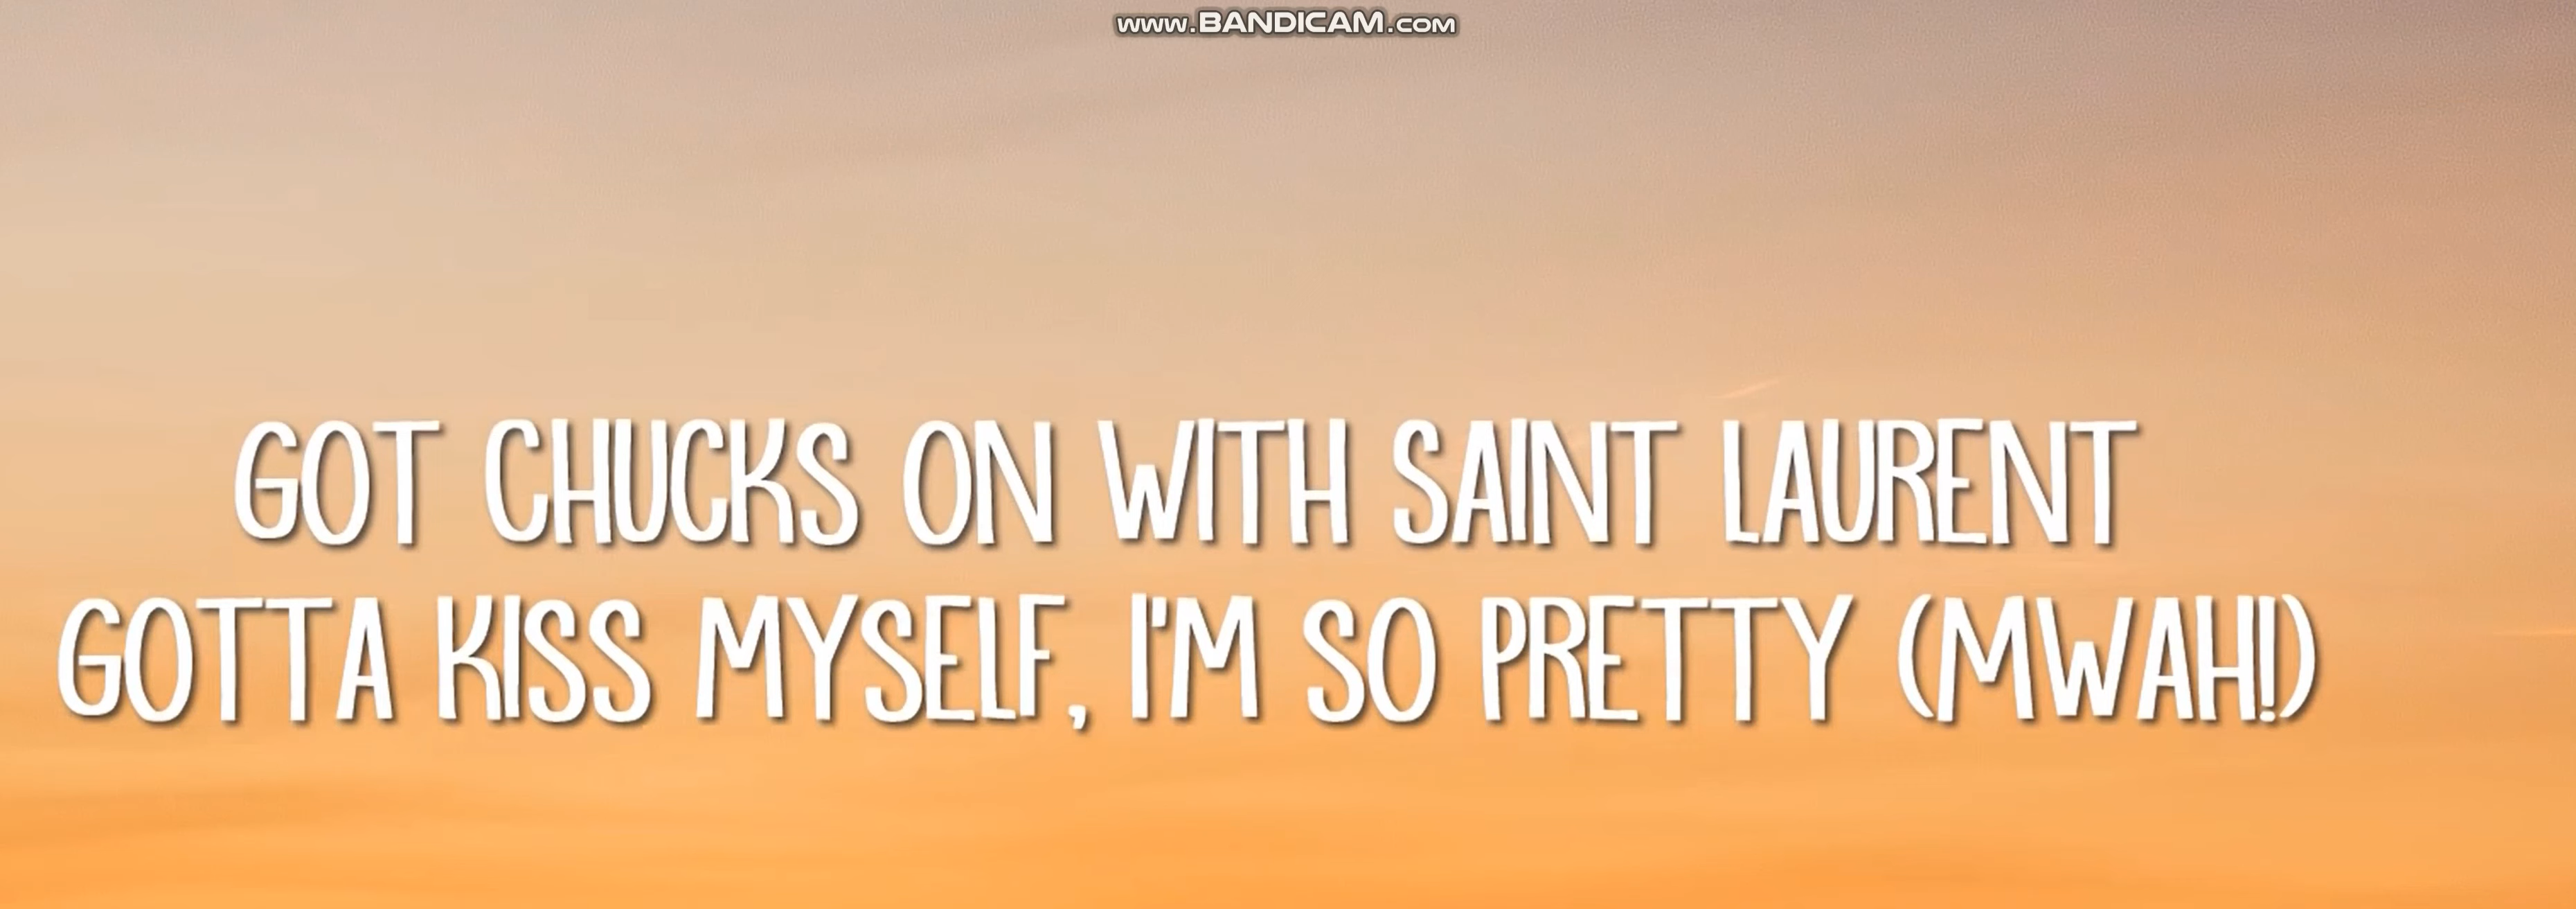 www.BANDICAM.com
GOT CHUCKS ON WITH SAINT LAURENT
GOTTA KISS MYSELF, I'M SO PRETTY (MWAH!)